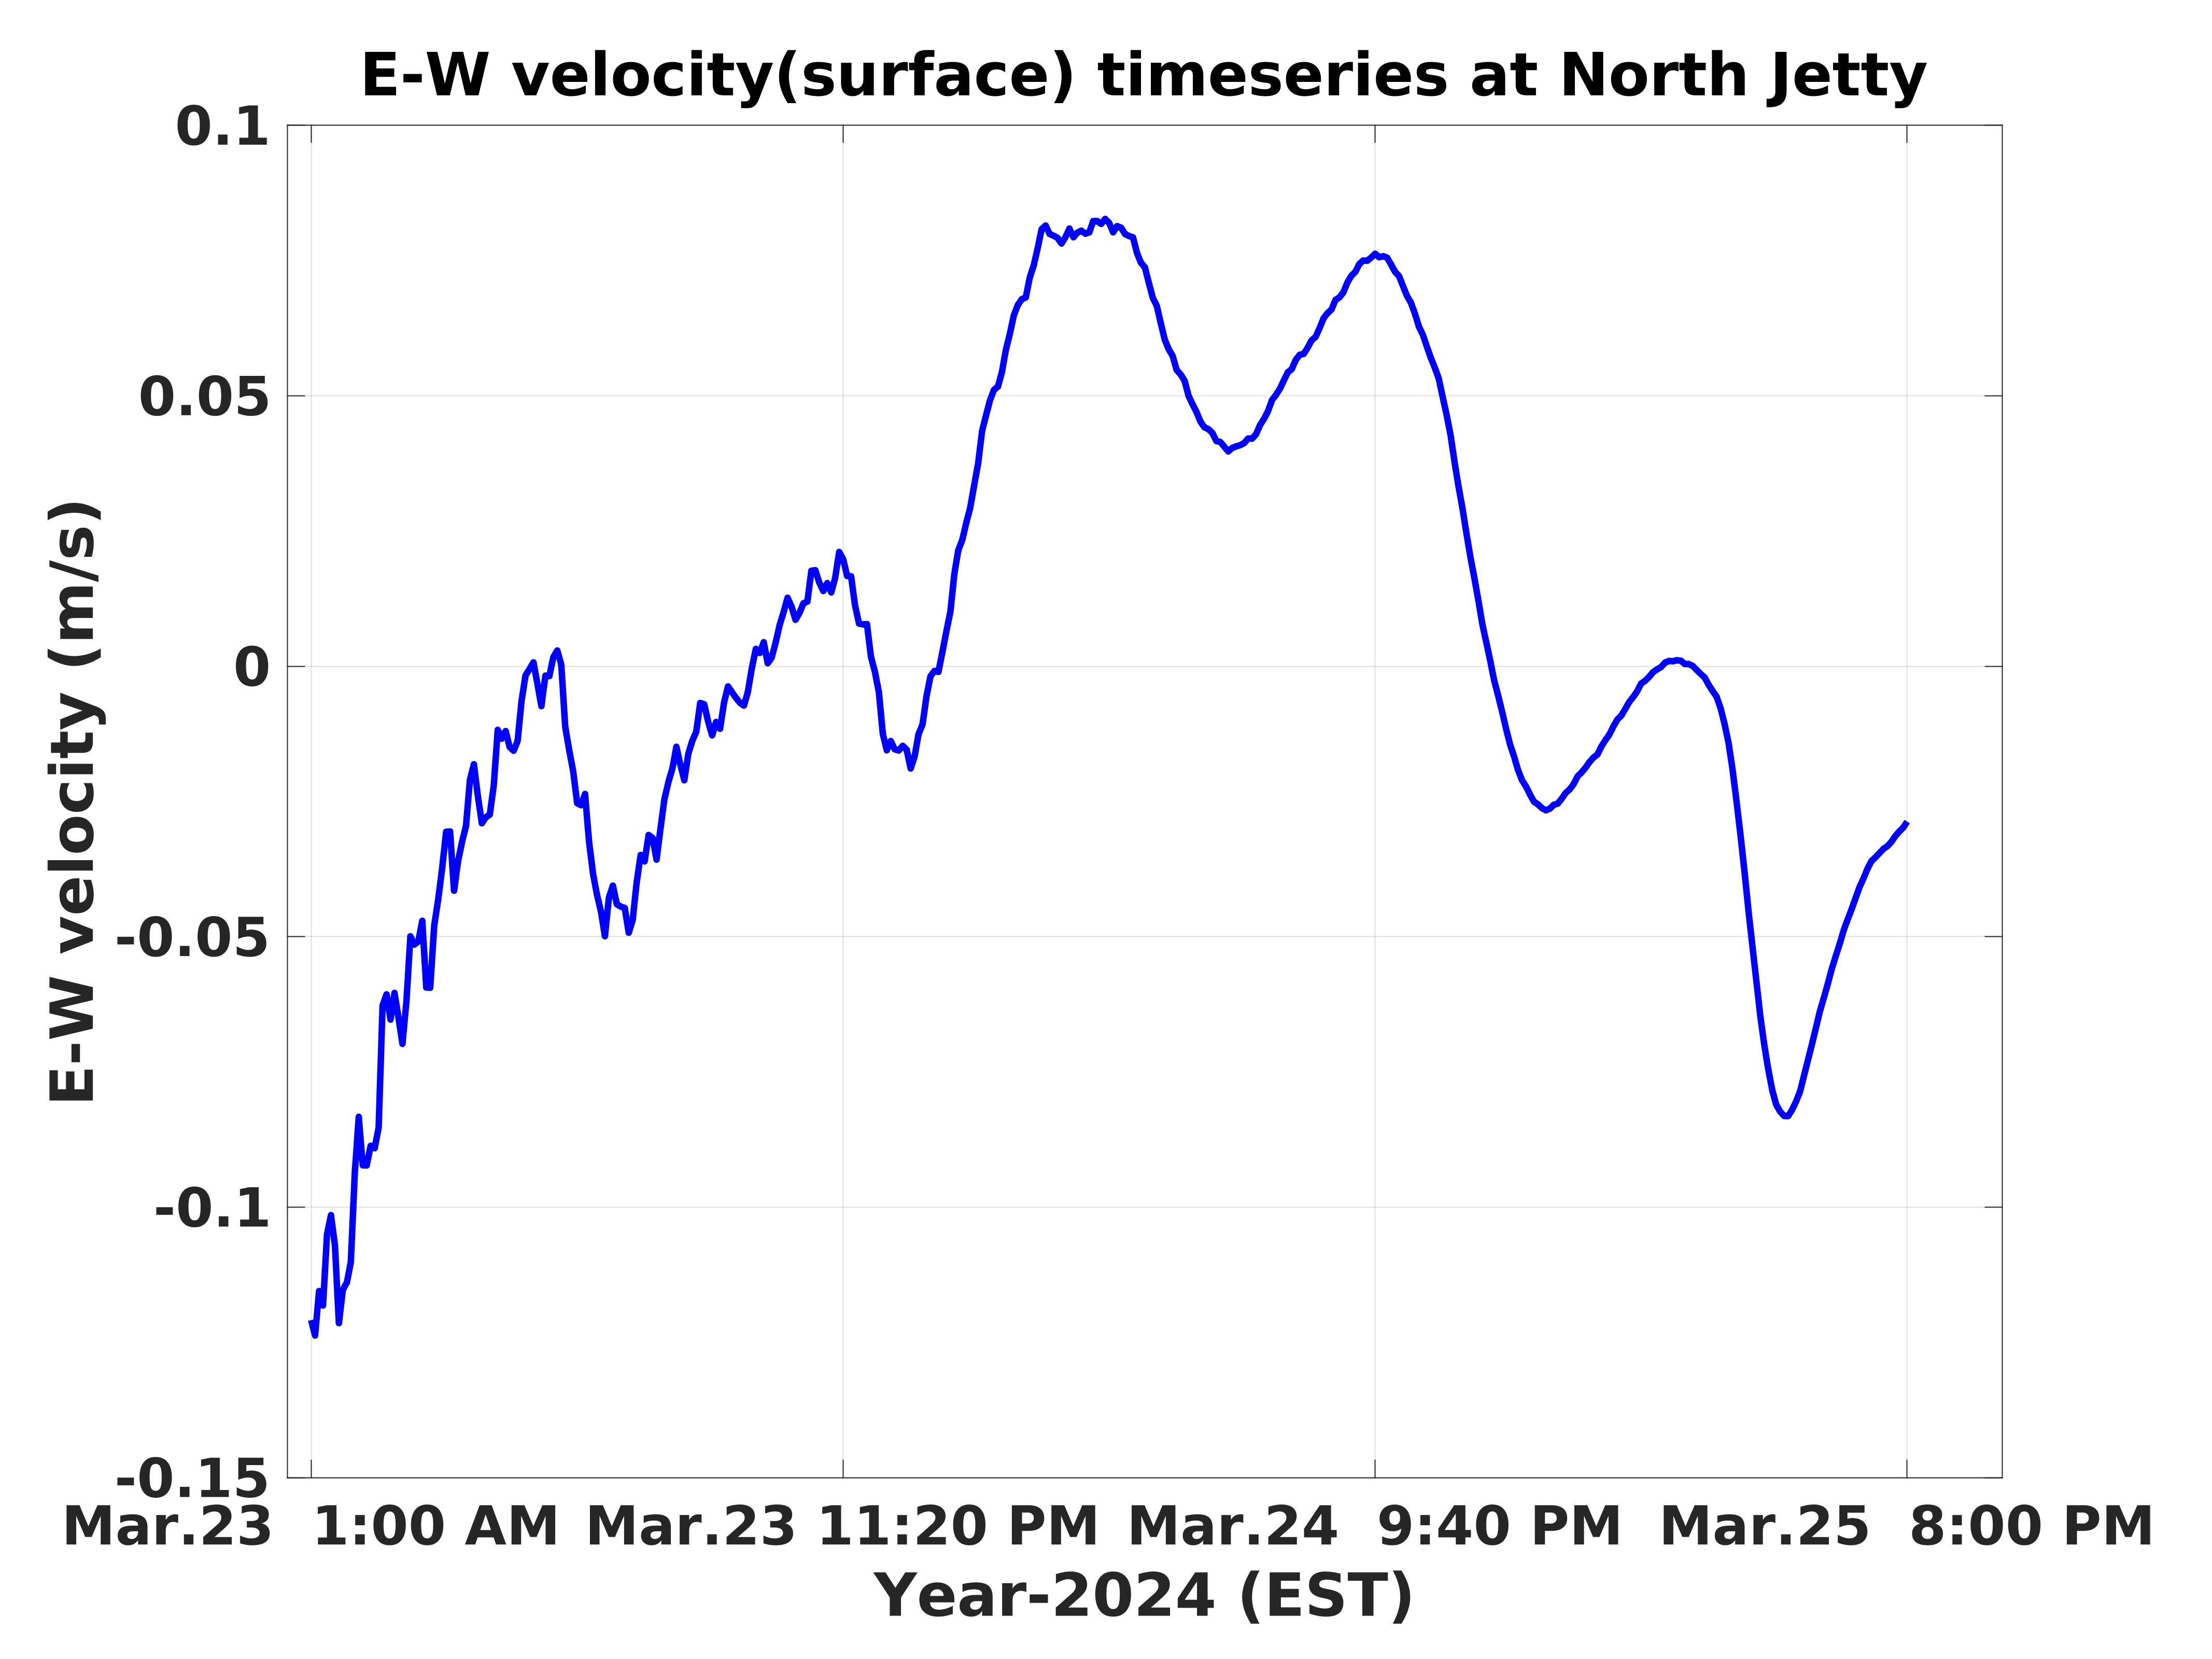 E-W velocity(surface) timeseries at North Jetty
0.1
0.05
0
-0.05
-0.1
-0.15
E-W velocity (m/s)
Mar.23 1:00 AM Mar.23 11:20 PM Mar.24 9:40 PM Mar.25 8:00 PM
Year-2024 (EST)